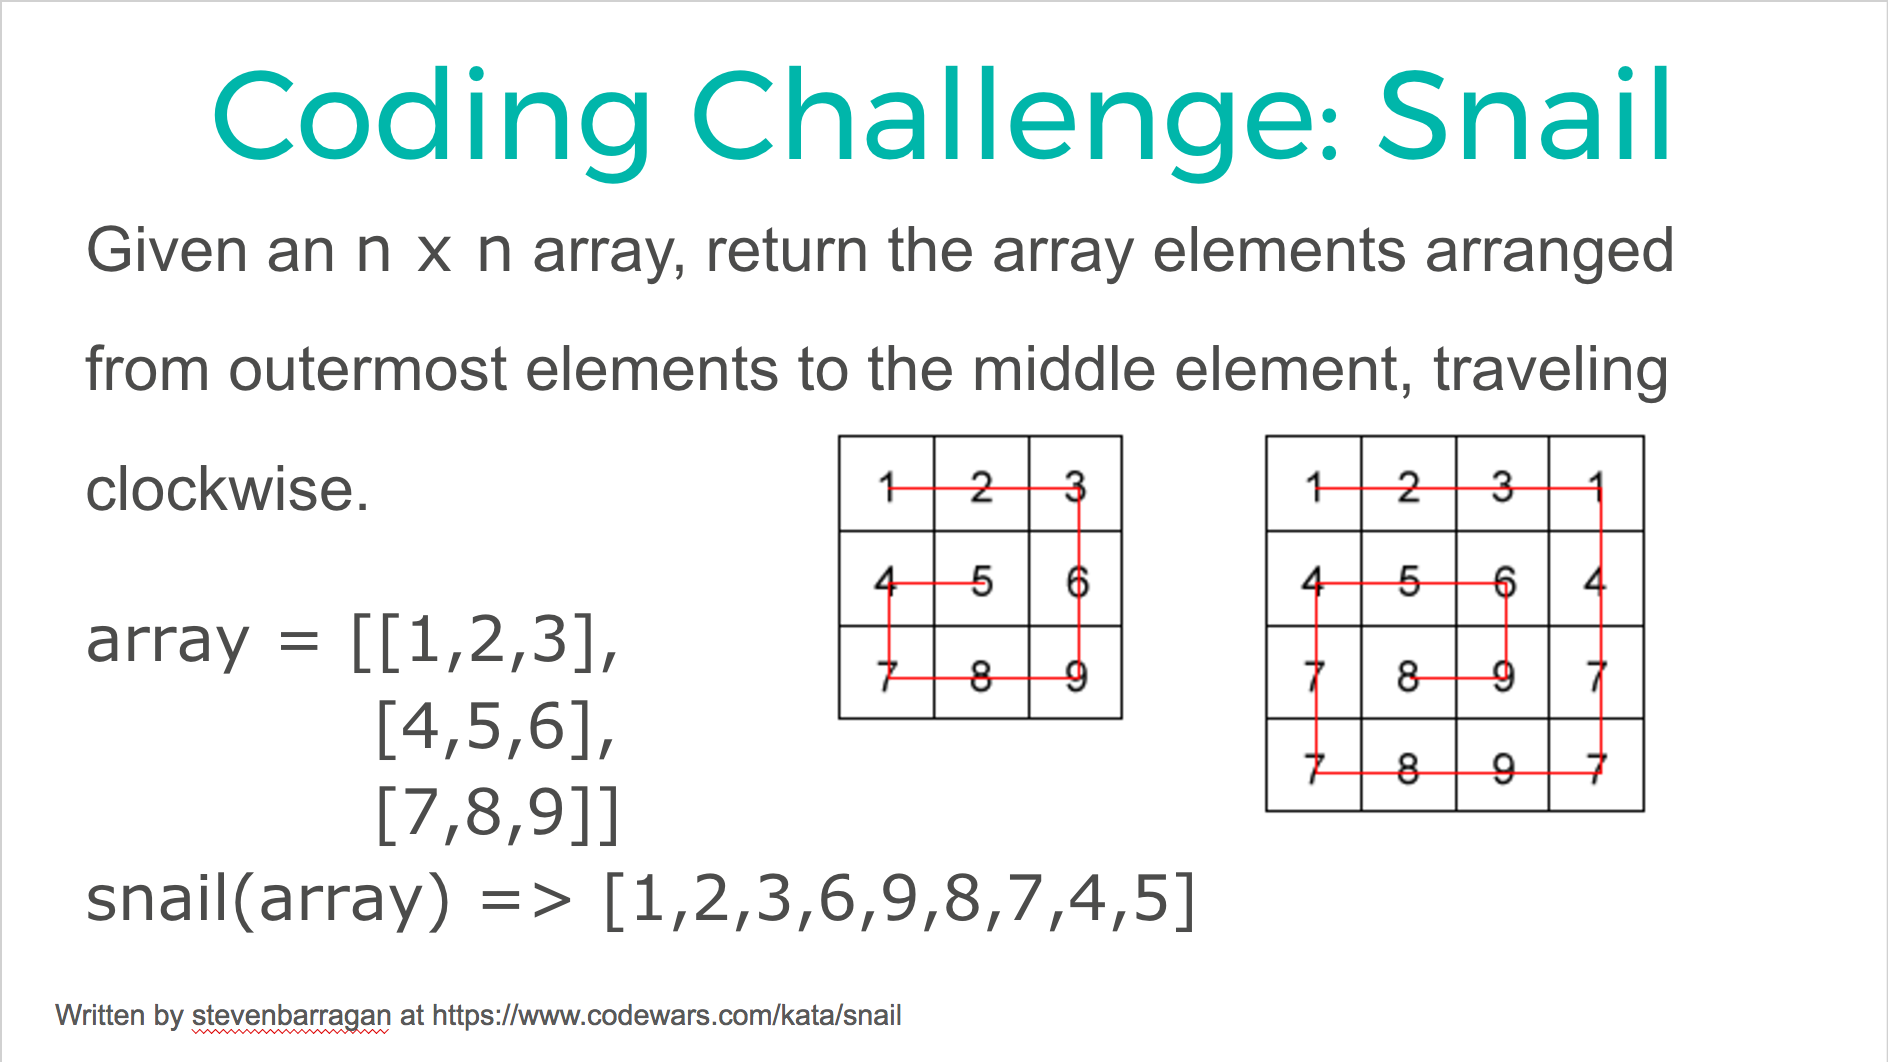 Coding Challenge: Snail
Given an n x n array, return the array elements arranged
from outermost elements to the middle element, traveling
clockwise.
1 2 3
4 5 6
7 8 9
1 2 3 1
4 5 6 4
7 8 9 7
7 8 9 7
array = [[1,2,3],
[4,5,6],
[7,8,9]]
snail(array) => [1,2,3,6,9,8,7,4,5]
Written by stevenbarragan at https://www.codewars.com/kata/snail